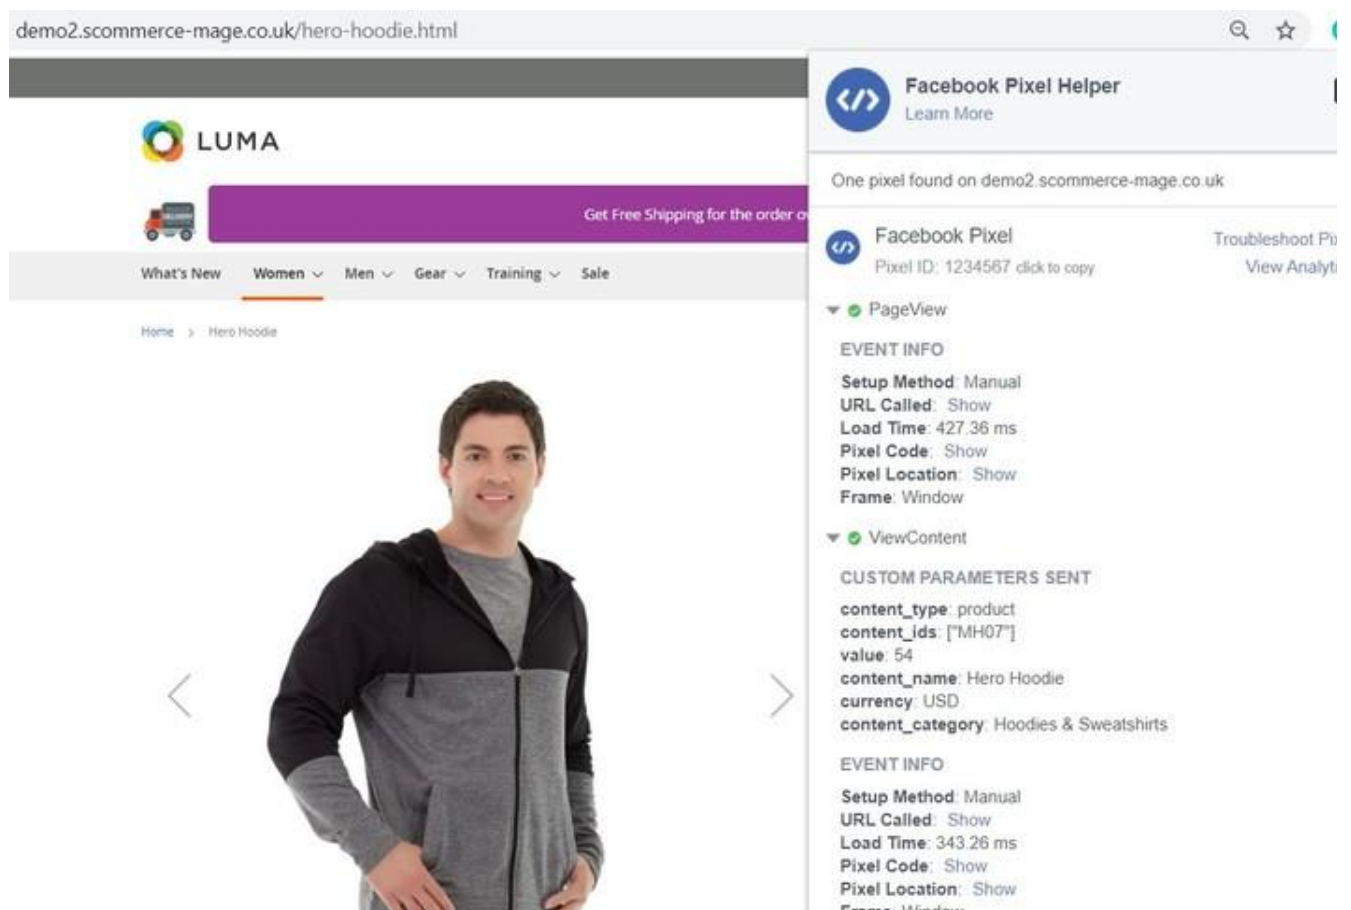 demo2.scommerce-mage.co.uk/hero-hoodie.html
LUMA
Get Free Shipping for the order
What's New Women Men Gear Training Sale
Home > Hero Hoodie
Facebook Pixel Helper
Learn More
One pixel found on demo2.scommerce-mage.co.uk
Facebook Pixel
Troubleshoot
Pixel ID: 1234567 click to copy
View
PageView
EVENT INFO
Setup Method: Manual
URL Called: Show
Load Time: 427.36 ms
Pixel Code: Show
Pixel Location: Show
Frame: Window
ViewContent
CUSTOM PARAMETERS SENT
content_type: product
content_ids: ["MH07"]
value: 54
content_name: Hero Hoodie
currency: USD
content_category: Hoodies & Sweatshirts
EVENT INFO
Setup Method: Manual
URL Called: Show
Load Time: 343.26 ms
Pixel Code: Show
Pixel Location: Show